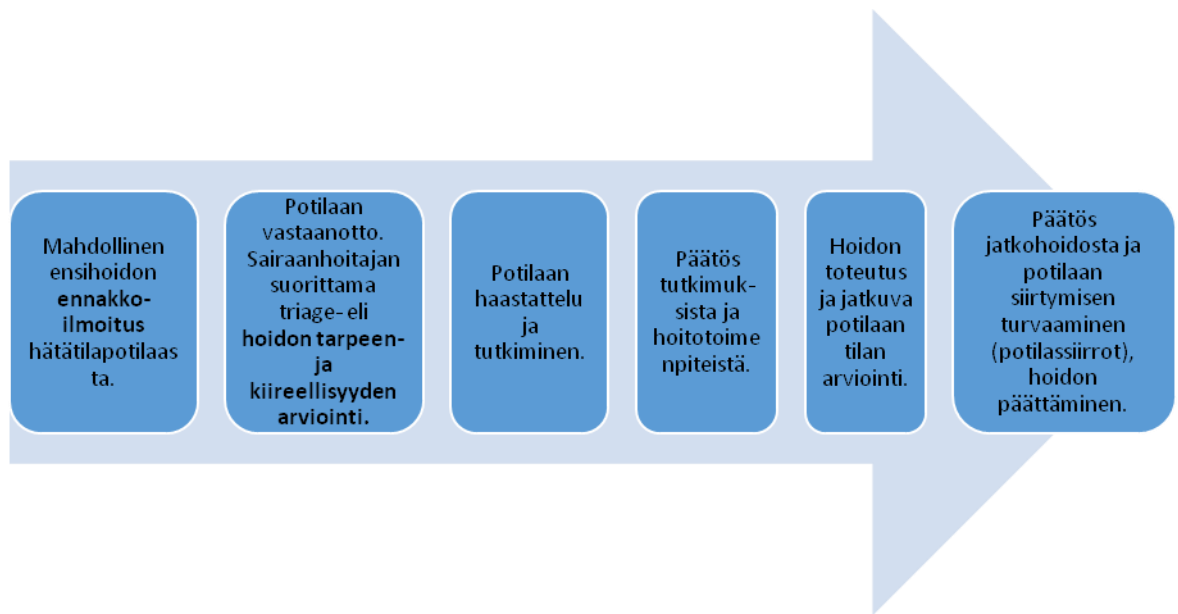 Mahdollinen
ensihoidon
ennakko-
ilmoitus
hätätilapotilaas
ta.
Potilaan
vastaanotto.
Sairaanhoitajan
suorittama
triage- eli
hoidon tarpeen-
ja
kiireellisyyden
arviointi.
Potilaan
haastattelu
ja
tutkiminen.
Päätös
tutkimuk-
sista ja
hoitotoime
npiteistä.
Hoidon
toteutus
ja jatkuva
potilaan
tilan
arviointi.
Päätös
jatkohoidosta ja
potilaan
siirtymisen
turvaaminen
(potilassiirrot),
hoidon
päättäminen.